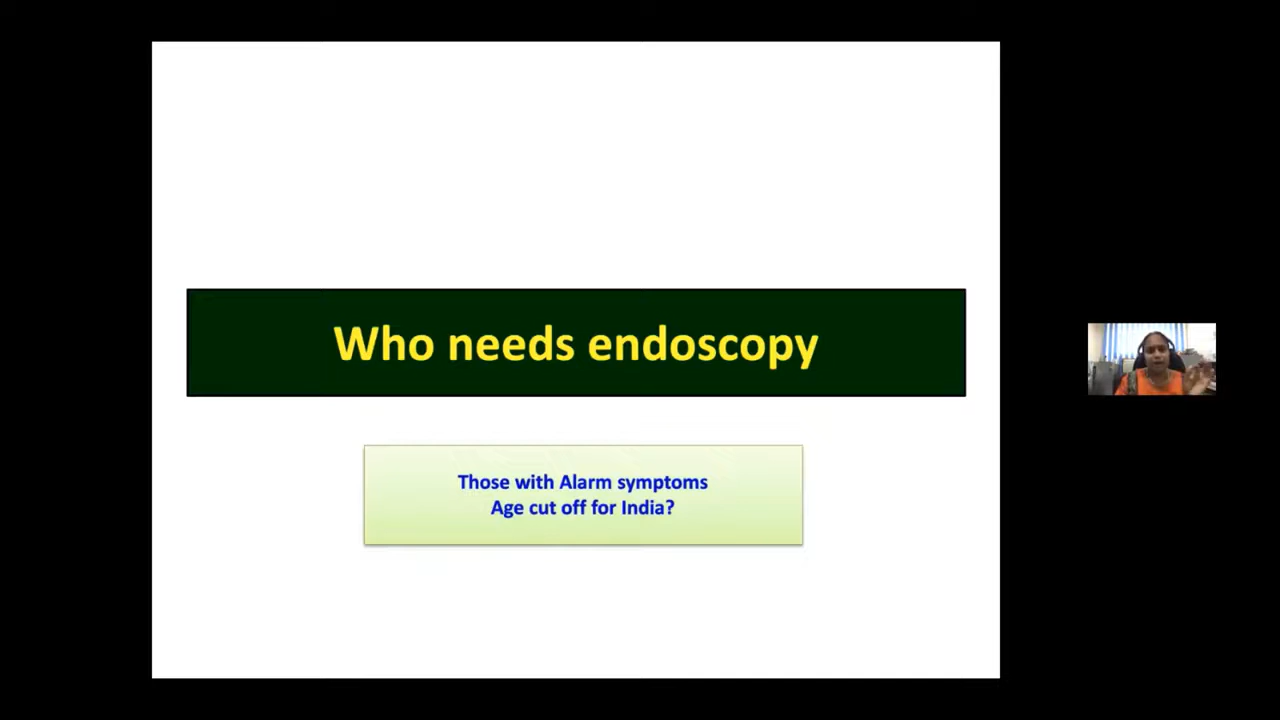 Who needs endoscopy
Those with Alarm symptoms
Age cut off for India?